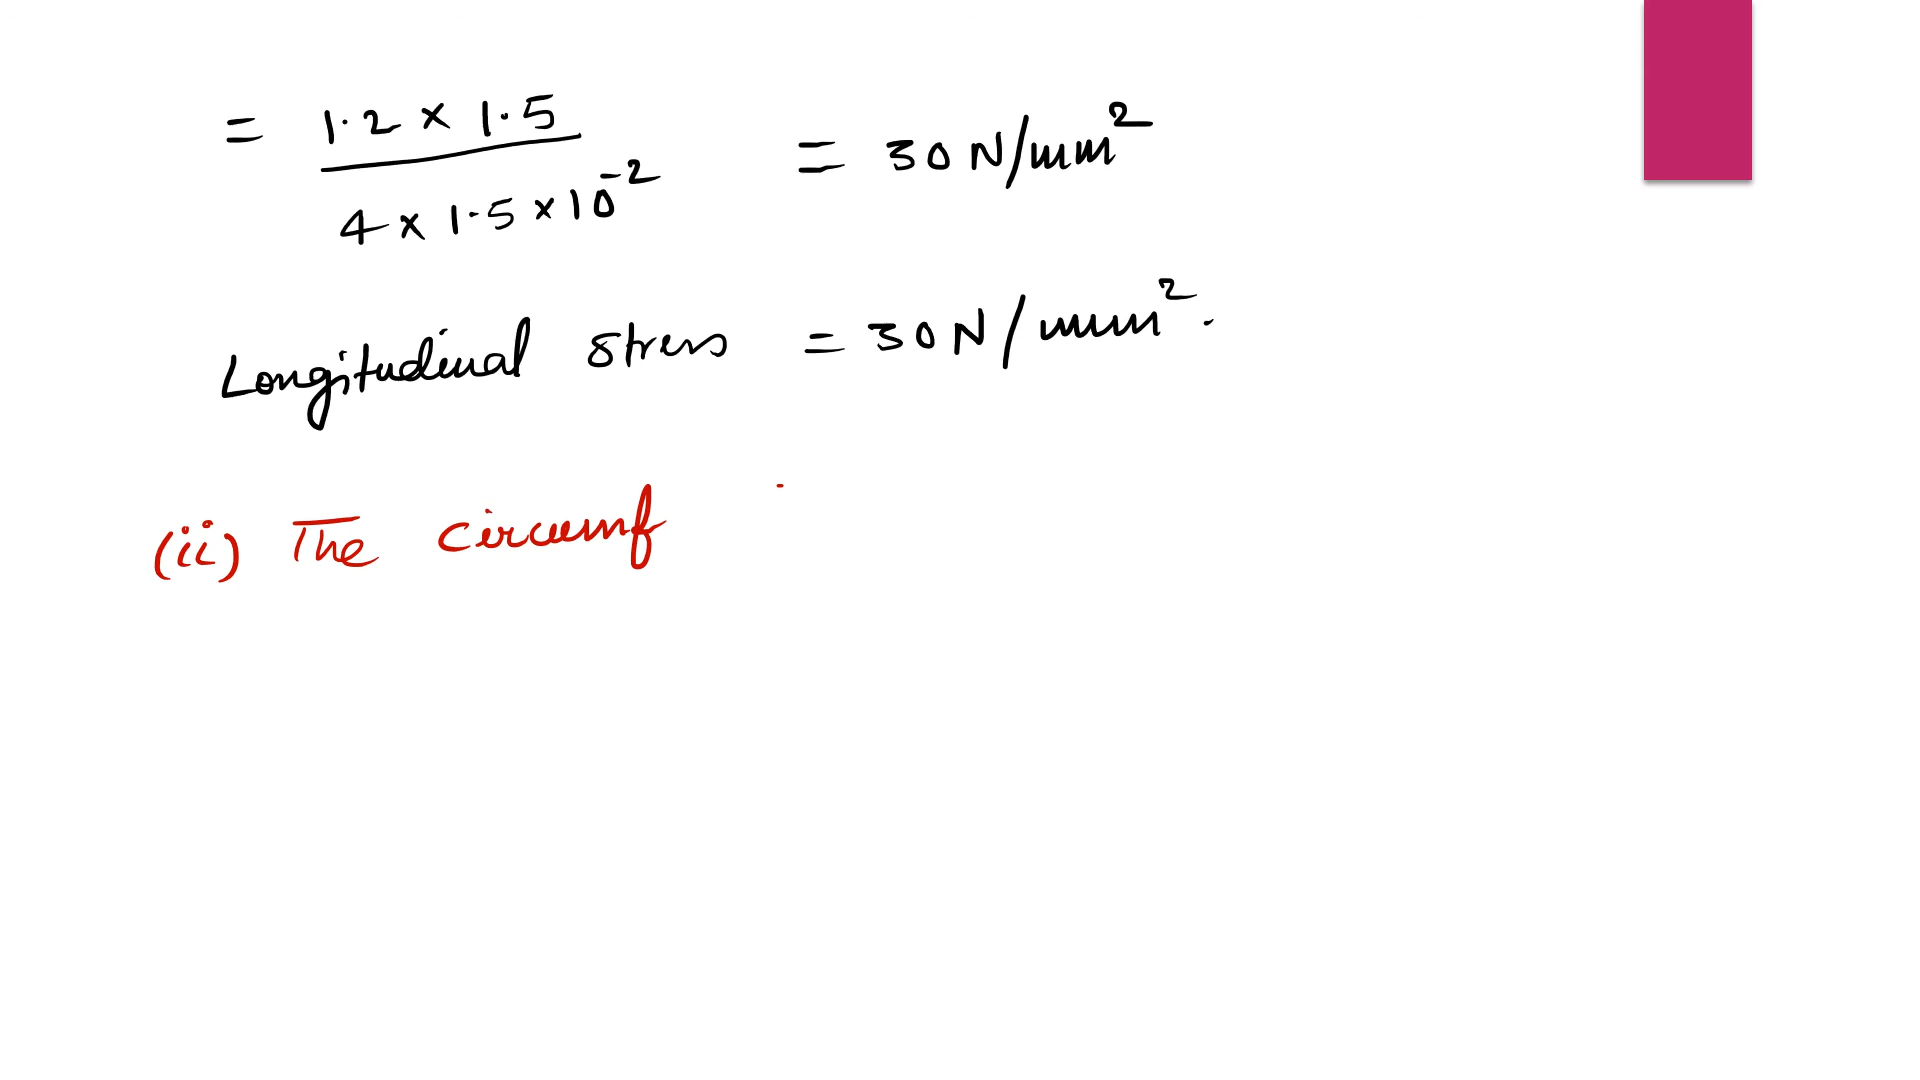 = 1.2 × 1.5 / 4 × 1.5 × 10⁻² = 30 N/mm²
Longitudinal stress = 30 N/mm².
(ii) The circumf